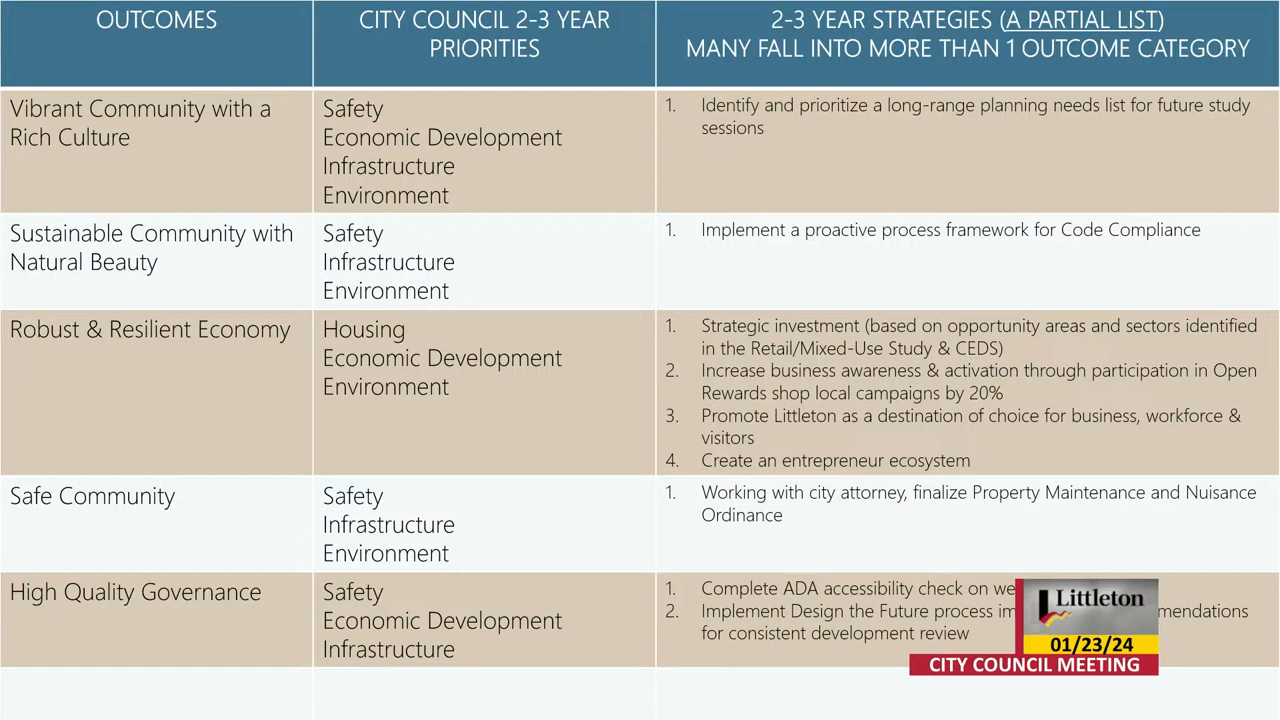 OUTCOMES
CITY COUNCIL 2-3 YEAR
PRIORITIES
2-3 YEAR STRATEGIES (A PARTIAL LIST)
MANY FALL INTO MORE THAN 1 OUTCOME CATEGORY
Vibrant Community with a
Rich Culture
Safety
Economic Development
Infrastructure
Environment
1. Identify and prioritize a long-range planning needs list for future study
sessions
Sustainable Community with
Natural Beauty
Safety
Infrastructure
Environment
1. Implement a proactive process framework for Code Compliance
Robust & Resilient Economy
Housing
Economic Development
Environment
1. Strategic investment (based on opportunity areas and sectors identified
in the Retail/Mixed-Use Study & CEDS)
2. Increase business awareness & activation through participation in Open
Rewards shop local campaigns by 20%
3. Promote Littleton as a destination of choice for business, workforce &
visitors
4. Create an entrepreneur ecosystem
Safe Community
Safety
Infrastructure
Environment
1. Working with city attorney, finalize Property Maintenance and Nuisance
Ordinance
High Quality Governance
Safety
Economic Development
Infrastructure
1. Complete ADA accessibility check on
2. Implement Design the Future process
for consistent development review
Littleton
01/23/24
CITY COUNCIL MEETING